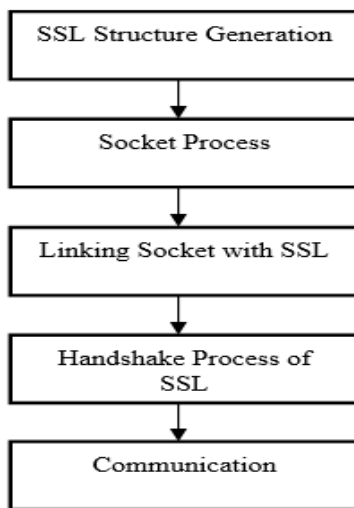 SSL Structure Generation
Socket Process
Linking Socket with SSL
Handshake Process of
SSL
Communication